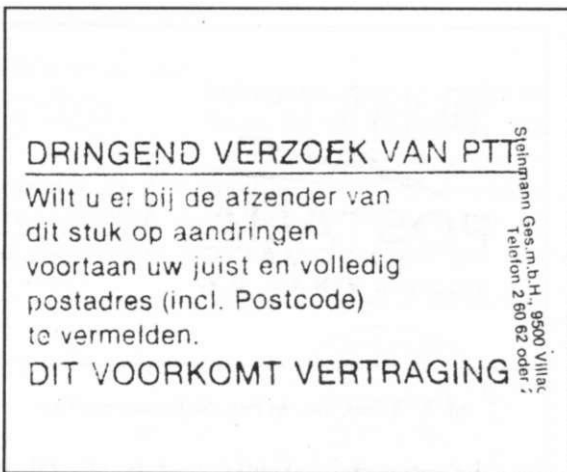 DRINGEND VERZOEK VAN PTT
Wilt u er bij de afzender van
dit stuk op aandringen
voortaan uw juist en volledig
postadres (incl. Postcode)
te vermelden.
DIT VOORKOMT VERTRAGING
Steinmann Ges.m.b.H., 9500 Villac
Telefon 2 60 62 oder